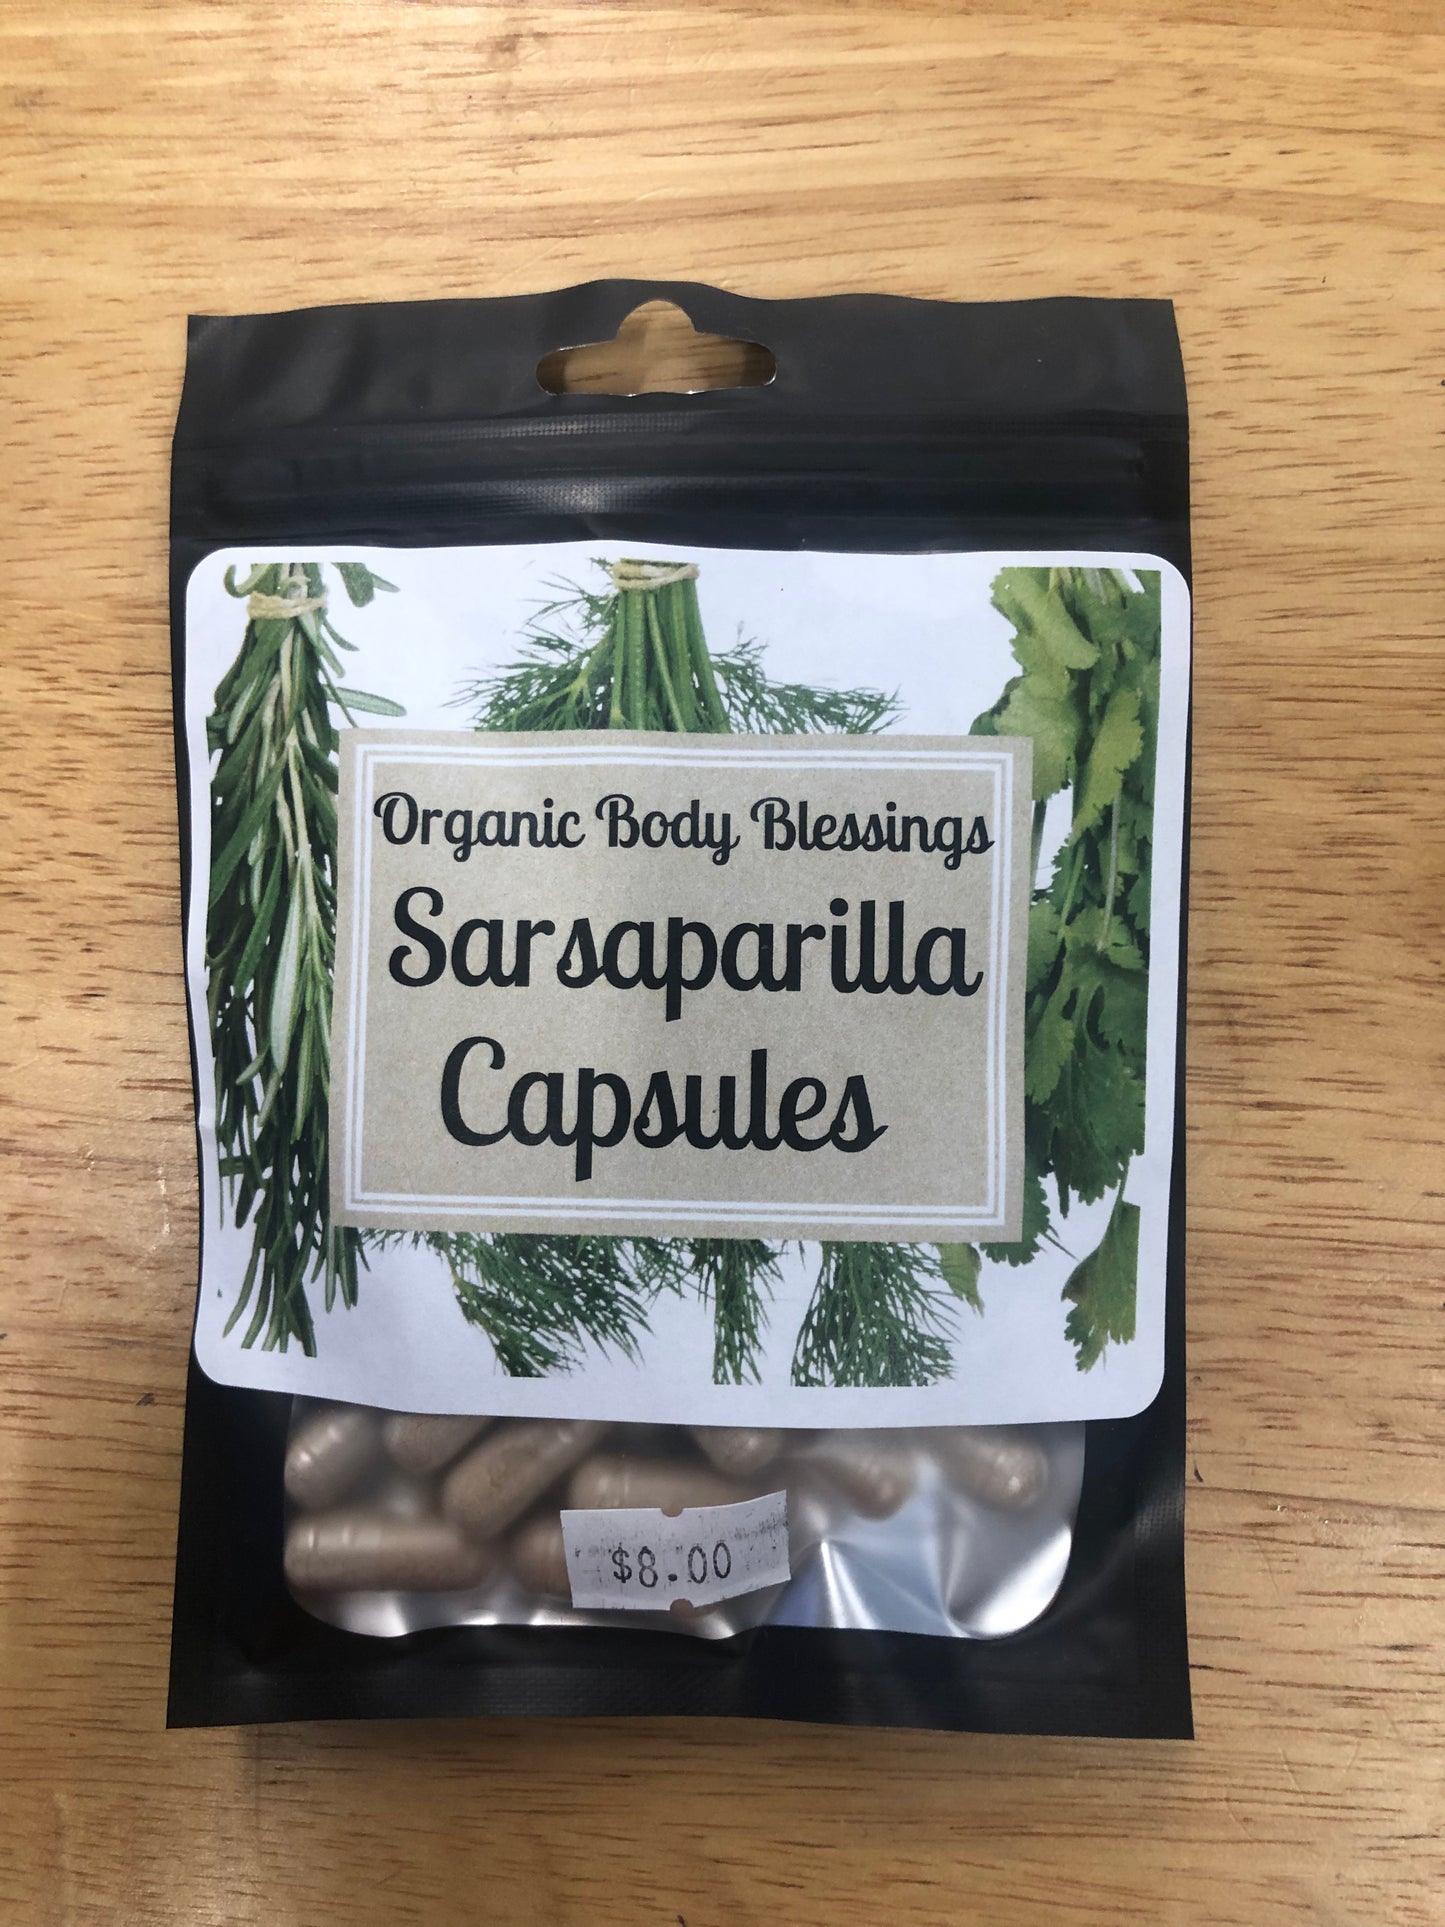 Organic Body Blessings
Sarsaparilla
Capsules
$8.00